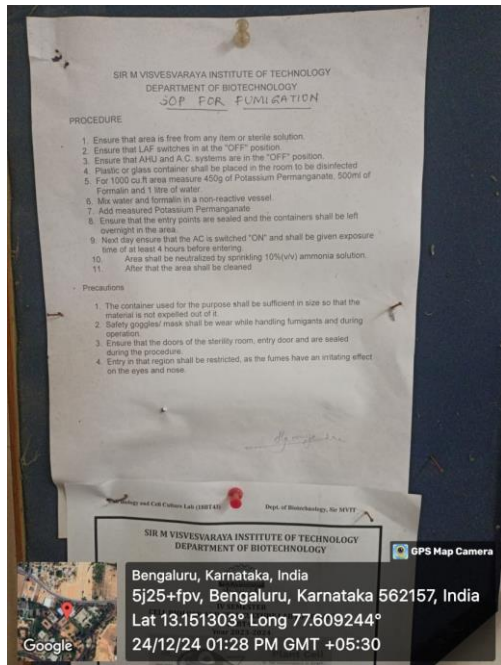 SIR M VISVESVARAYA INSTITUTE OF TECHNOLOGY
DEPARTMENT OF BIOTECHNOLOGY
SOP FOR FUMIGATION
PROCEDURE
1. Ensure that area is free from any item or sterile solution.
2. Ensure that LAF switches in at the "OFF" position.
3. Ensure that AHU and A.C. systems are in the "OFF" position.
4. Plastic or glass container shall be placed in the room to be disinfected
5. For 1000 cu.ft area measure 450g of Potassium Permanganate, 500ml of
Formalin and 1 litre of water.
6. Mix water and formalin in a non-reactive vessel.
7. Add measured Potassium Permanganate
8. Ensure that the entry points are sealed and the containers shall be left
overnight in the area.
9. Next day ensure that the AC is switched "ON" and shall be given exposure
time of at least 4 hours before entering.
10. Area shall be neutralized by sprinkling 10%(v/v) ammonia solution.
11. After that the area shall be cleaned
- Precautions
1. The container used for the purpose shall be sufficient in size so that the
material is not expelled out of it.
2. Safety goggles/ mask shall be wear while handling fumigants and during
operation.
3. Ensure that the doors of the sterility room, entry door and are sealed
during the procedure.
4. Entry in that region shall be restricted, as the fumes have an irritating effect
on the eyes and nose.
and Cell Culture Lab (18BT45) Dept. of Biotechnology, Sir MVIT
SIR M VISVESVARAYA INSTITUTE OF TECHNOLOGY
DEPARTMENT OF BIOTECHNOLOGY
IV SEMESTER
GPS Map Camera
Google
Bengaluru, Karnataka, India
5j25+fpv, Bengaluru, Karnataka 562157, India
Lat 13.151303° Long 77.609244°
24/12/24 01:28 PM GMT +05:30